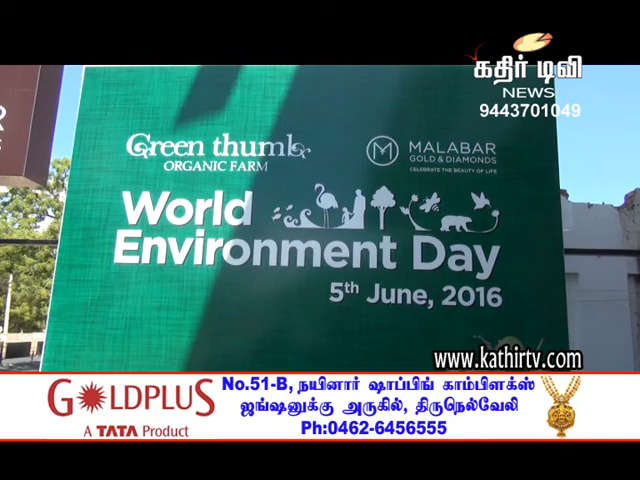 கதிர் டிவி
NEWS
9443701049
Green thumb
ORGANIC FARM
MALABAR
GOLD & DIAMONDS
CELEBRATE THE BEAUTY OF LIFE
World
Environment Day
5th June, 2016
www.kathirtv.com
GOLDPLUS
A TATA Product
No.51-B, நயினார் ஷாப்பிங் காம்பிளக்ஸ்
ஜங்ஷனுக்கு அருகில், திருநெல்வேலி
Ph:0462-6456555